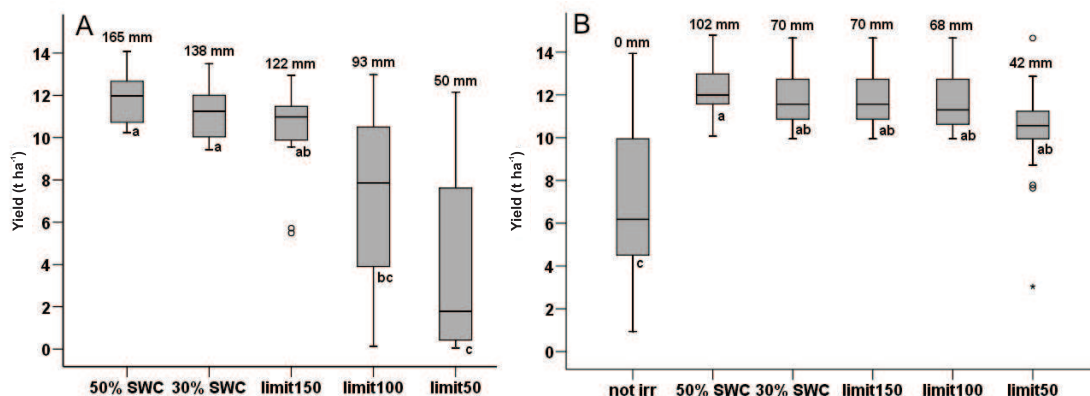 A
165 mm
138 mm
122 mm
93 mm
50 mm
Yield (t ha⁻¹)
14
12
10
8
6
4
2
0
a
a
ab
bc
c
50% SWC
30% SWC
limit150
limit100
limit50
B
0 mm
102 mm
70 mm
70 mm
68 mm
42 mm
Yield (t ha⁻¹)
14
12
10
8
6
4
2
0
c
a
ab
ab
ab
ab
*
not irr
50% SWC
30% SWC
limit150
limit100
limit50